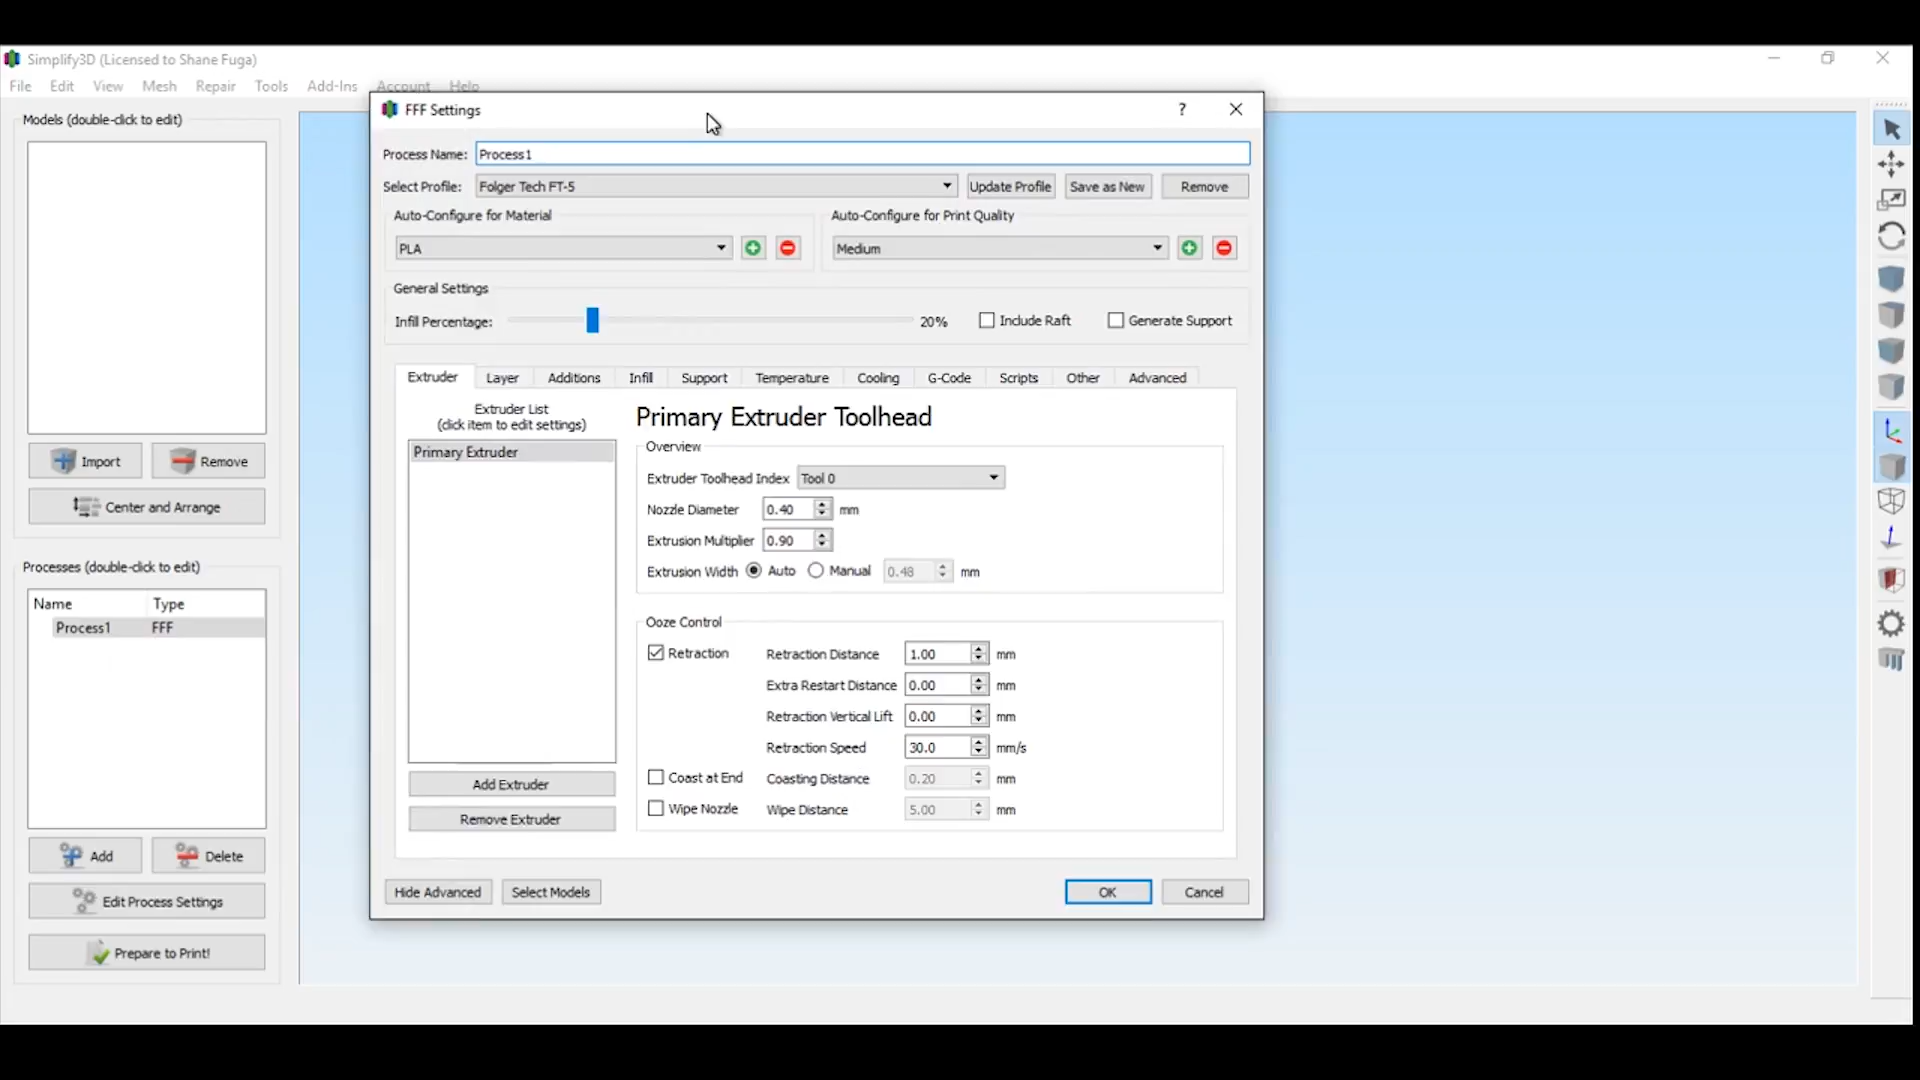 Simplify3D (Licensed to Shane Fuga)
File Edit View Mesh Repair Tools Add-Ins Account Help
Models (double-click to edit)
Import Remove
Center and Arrange
Processes (double-click to edit)
Name Type
Process1 FFF
Add Delete
Edit Process Settings
Prepare to Print!
FFF Settings ?
Process Name: Process1
Select Profile: Folger Tech FT-5 Update Profile Save as New Remove
Auto-Configure for Material Auto-Configure for Print Quality
PLA Medium
General Settings
Infill Percentage: 20% Include Raft Generate Support
Extruder Layer Additions Infill Support Temperature Cooling G-Code Scripts Other Advanced
Extruder List
(click item to edit settings)
Primary Extruder
Add Extruder
Remove Extruder
Primary Extruder Toolhead
Overview
Extruder Toolhead Index Tool 0
Nozzle Diameter 0.40 mm
Extrusion Multiplier 0.90
Extrusion Width Auto Manual 0.48 mm
Ooze Control
Retraction Retraction Distance 1.00 mm
Extra Restart Distance 0.00 mm
Retraction Vertical Lift 0.00 mm
Retraction Speed 30.0 mm/s
Coast at End Coasting Distance 0.20 mm
Wipe Nozzle Wipe Distance 5.00 mm
Hide Advanced Select Models OK Cancel